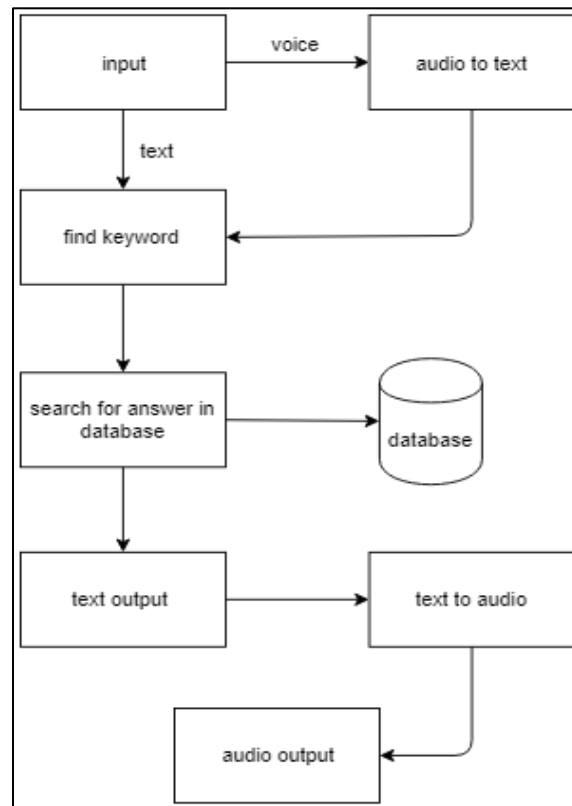 input
voice
audio to text
text
find keyword
search for answer in
database
database
text output
text to audio
audio output